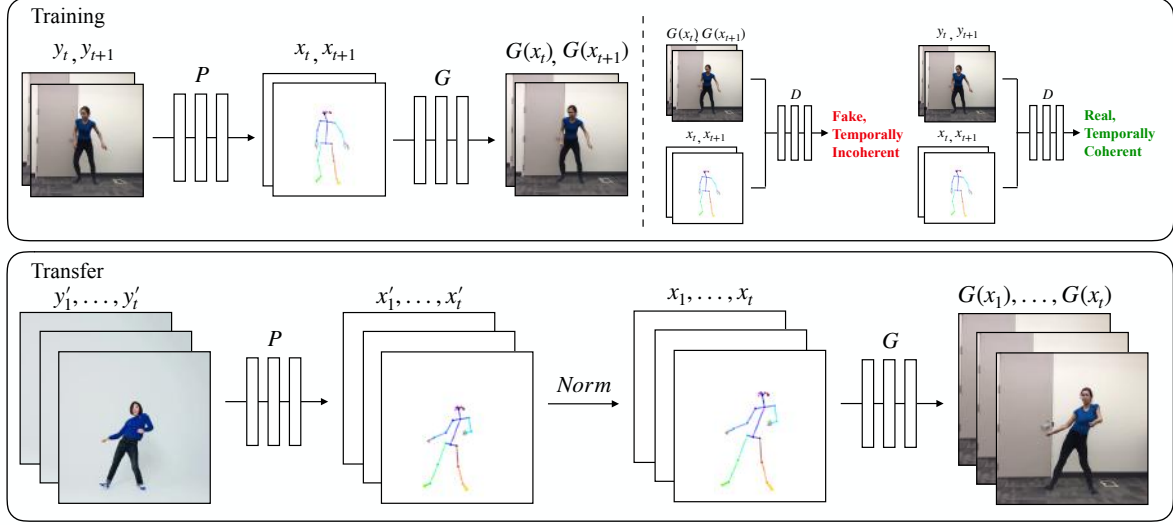 Training
y_t, y_{t+1}
P
x_t, x_{t+1}
G
G(x_t), G(x_{t+1})
G(x_t), G(x_{t+1})
x_t, x_{t+1}
D
Fake,
Temporally
Incoherent
y_t, y_{t+1}
x_t, x_{t+1}
D
Real,
Temporally
Coherent
Transfer
y'_1, . . . , y'_t
P
x'_1, . . . , x'_t
Norm
x_1, . . . , x_t
G
G(x_1), . . . , G(x_t)